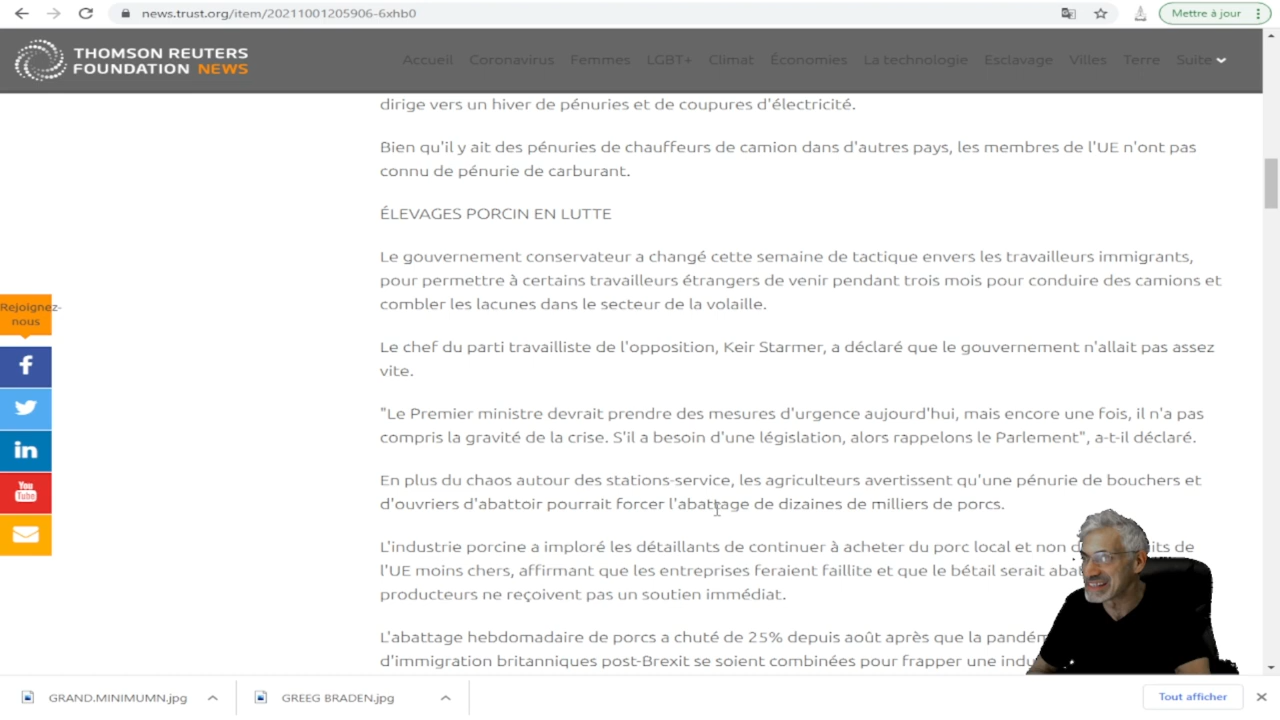 news.trust.org/item/20211001205906-6xhb0
Mettre à jour
THOMSON REUTERS
FOUNDATION NEWS
Accueil Coronavirus Femmes LGBT+ Climat Économies La technologie Esclavage Villes Terre Suite
dirige vers un hiver de pénuries et de coupures d'électricité.
Bien qu'il y ait des pénuries de chauffeurs de camion dans d'autres pays, les membres de l'UE n'ont pas
connu de pénurie de carburant.
ÉLEVAGES PORCIN EN LUTTE
Le gouvernement conservateur a changé cette semaine de tactique envers les travailleurs immigrants,
pour permettre à certains travailleurs étrangers de venir pendant trois mois pour conduire des camions et
combler les lacunes dans le secteur de la volaille.
Rejoignez-
nous
Le chef du parti travailliste de l'opposition, Keir Starmer, a déclaré que le gouvernement n'allait pas assez
vite.
"Le Premier ministre devrait prendre des mesures d'urgence aujourd'hui, mais encore une fois, il n'a pas
compris la gravité de la crise. S'il a besoin d'une législation, alors rappelons le Parlement", a-t-il déclaré.
En plus du chaos autour des stations-service, les agriculteurs avertissent qu'une pénurie de bouchers et
d'ouvriers d'abattoir pourrait forcer l'abattage de dizaines de milliers de porcs.
You
Tube
L'industrie porcine a imploré les détaillants de continuer à acheter du porc local et non de
l'UE moins chers, affirmant que les entreprises feraient faillite et que le bétail serait
producteurs ne reçoivent pas un soutien immédiat.
L'abattage hebdomadaire de porcs a chuté de 25% depuis août après que la
d'immigration britanniques post-Brexit se soient combinées pour frapper une
GRAND.MINIMUMN.jpg
GREEG BRADEN.jpg
Tout afficher